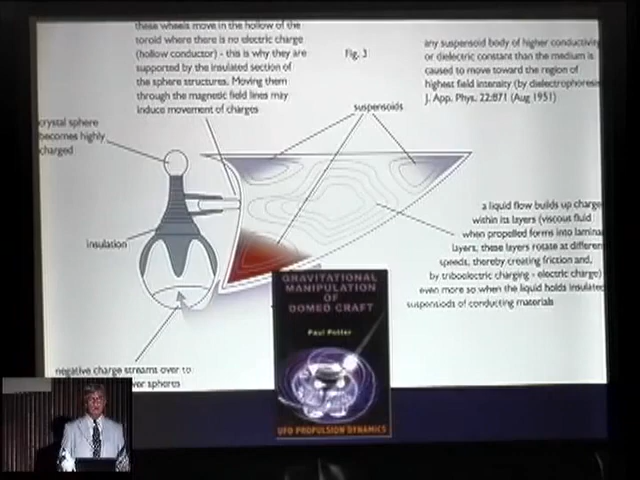 these wheels move in the hollow of the
toroid where there is no electric charge
(hollow conductor) - this is why they are
supported by the insulated section of
the sphere structures. Moving them
through the magnetic field lines may
induce movement of charges
Fig. 3
any suspensoid body of higher conductivity
or dielectric constant than the medium is
caused to move toward the region of
highest field intensity (by dielectrophoresis
J. App. Phys. 22:871 (Aug 1951)
suspensoids
crystal sphere
becomes highly
charged
insulation
a liquid flow builds up charge
within its layers (viscous fluid
when propelled forms into laminar
layers, these layers rotate at different
speeds, thereby creating friction and,
by triboelectric charging - electric charge)
even more so when the liquid holds insulated
suspensoids of conducting materials
negative charge streams over to
er spheres
GRAVITATIONAL
MANIPULATION
OF
DOMED CRAFT
Paul Potter
UFO PROPULSION DYNAMICS